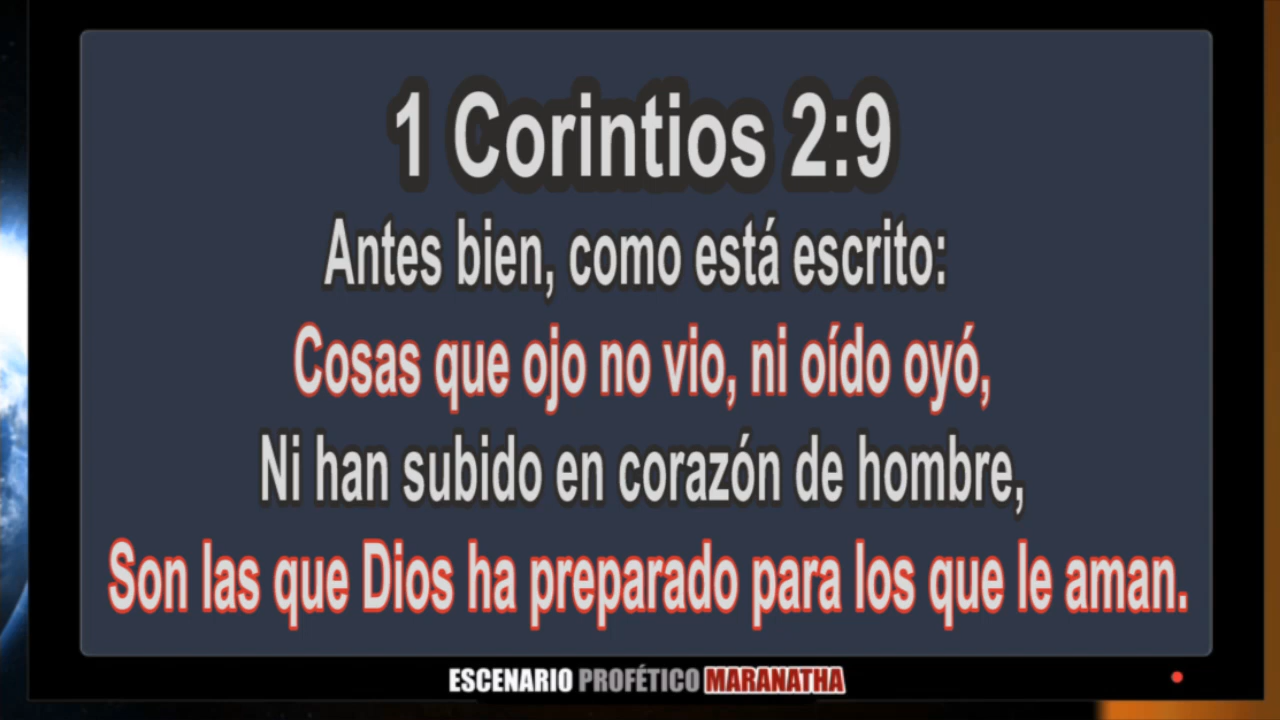 1 Corintios 2:9
Antes bien, como está escrito:
Cosas que ojo no vio, ni oído oyó,
Ni han subido en corazón de hombre,
Son las que Dios ha preparado para los que le aman.
ESCENARIO PROFÉTICO MARANATHA